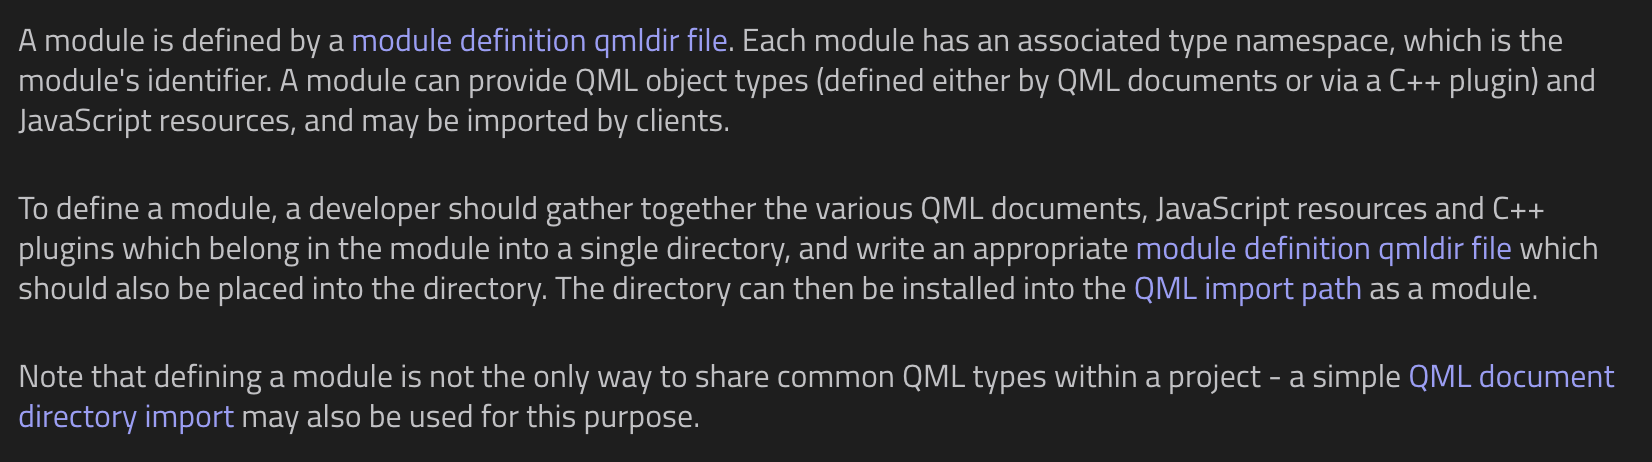 A module is defined by a module definition qmldir file. Each module has an associated type namespace, which is the
module's identifier. A module can provide QML object types (defined either by QML documents or via a C++ plugin) and
JavaScript resources, and may be imported by clients.
To define a module, a developer should gather together the various QML documents, JavaScript resources and C++
plugins which belong in the module into a single directory, and write an appropriate module definition qmldir file which
should also be placed into the directory. The directory can then be installed into the QML import path as a module.
Note that defining a module is not the only way to share common QML types within a project - a simple QML document
directory import may also be used for this purpose.